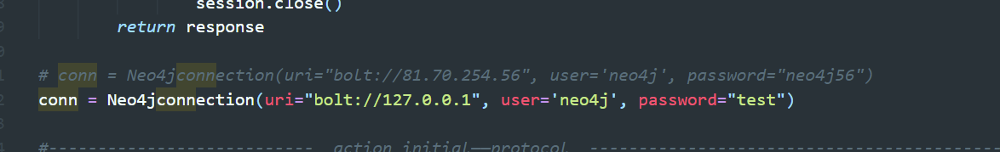 session.close()
return response
# conn = Neo4jconnection(uri="bolt://81.70.254.56", user='neo4j', password="neo4j56")
conn = Neo4jconnection(uri="bolt://127.0.0.1", user='neo4j', password="test")
#--------------------------- action initial——protocol -----------------------------------------